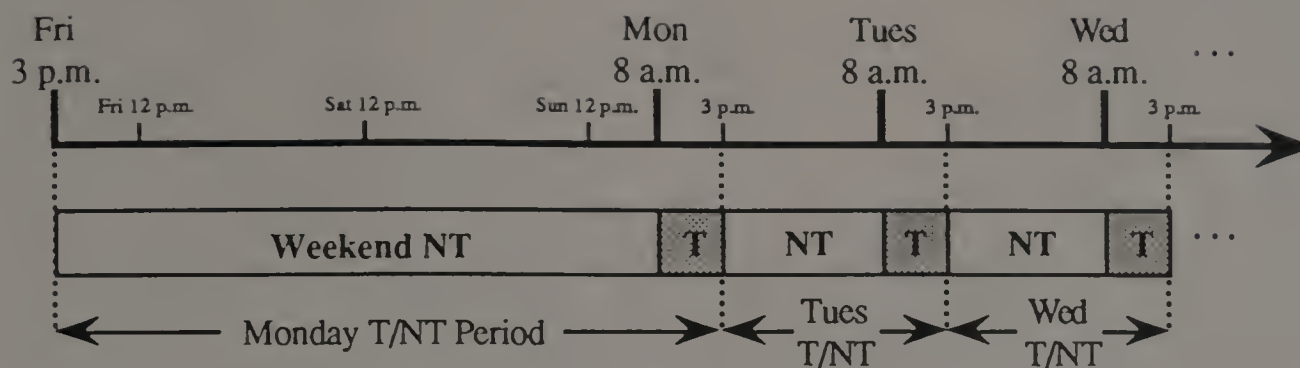 Fri Mon Tues Wed
3 p.m. 8 a.m. 8 a.m. 8 a.m. ...
Fri 12 p.m. Sat 12 p.m. Sun 12 p.m. 3 p.m. 3 p.m. 3 p.m.
Weekend NT T NT T NT T ...
Monday T/NT Period Tues T/NT Wed T/NT